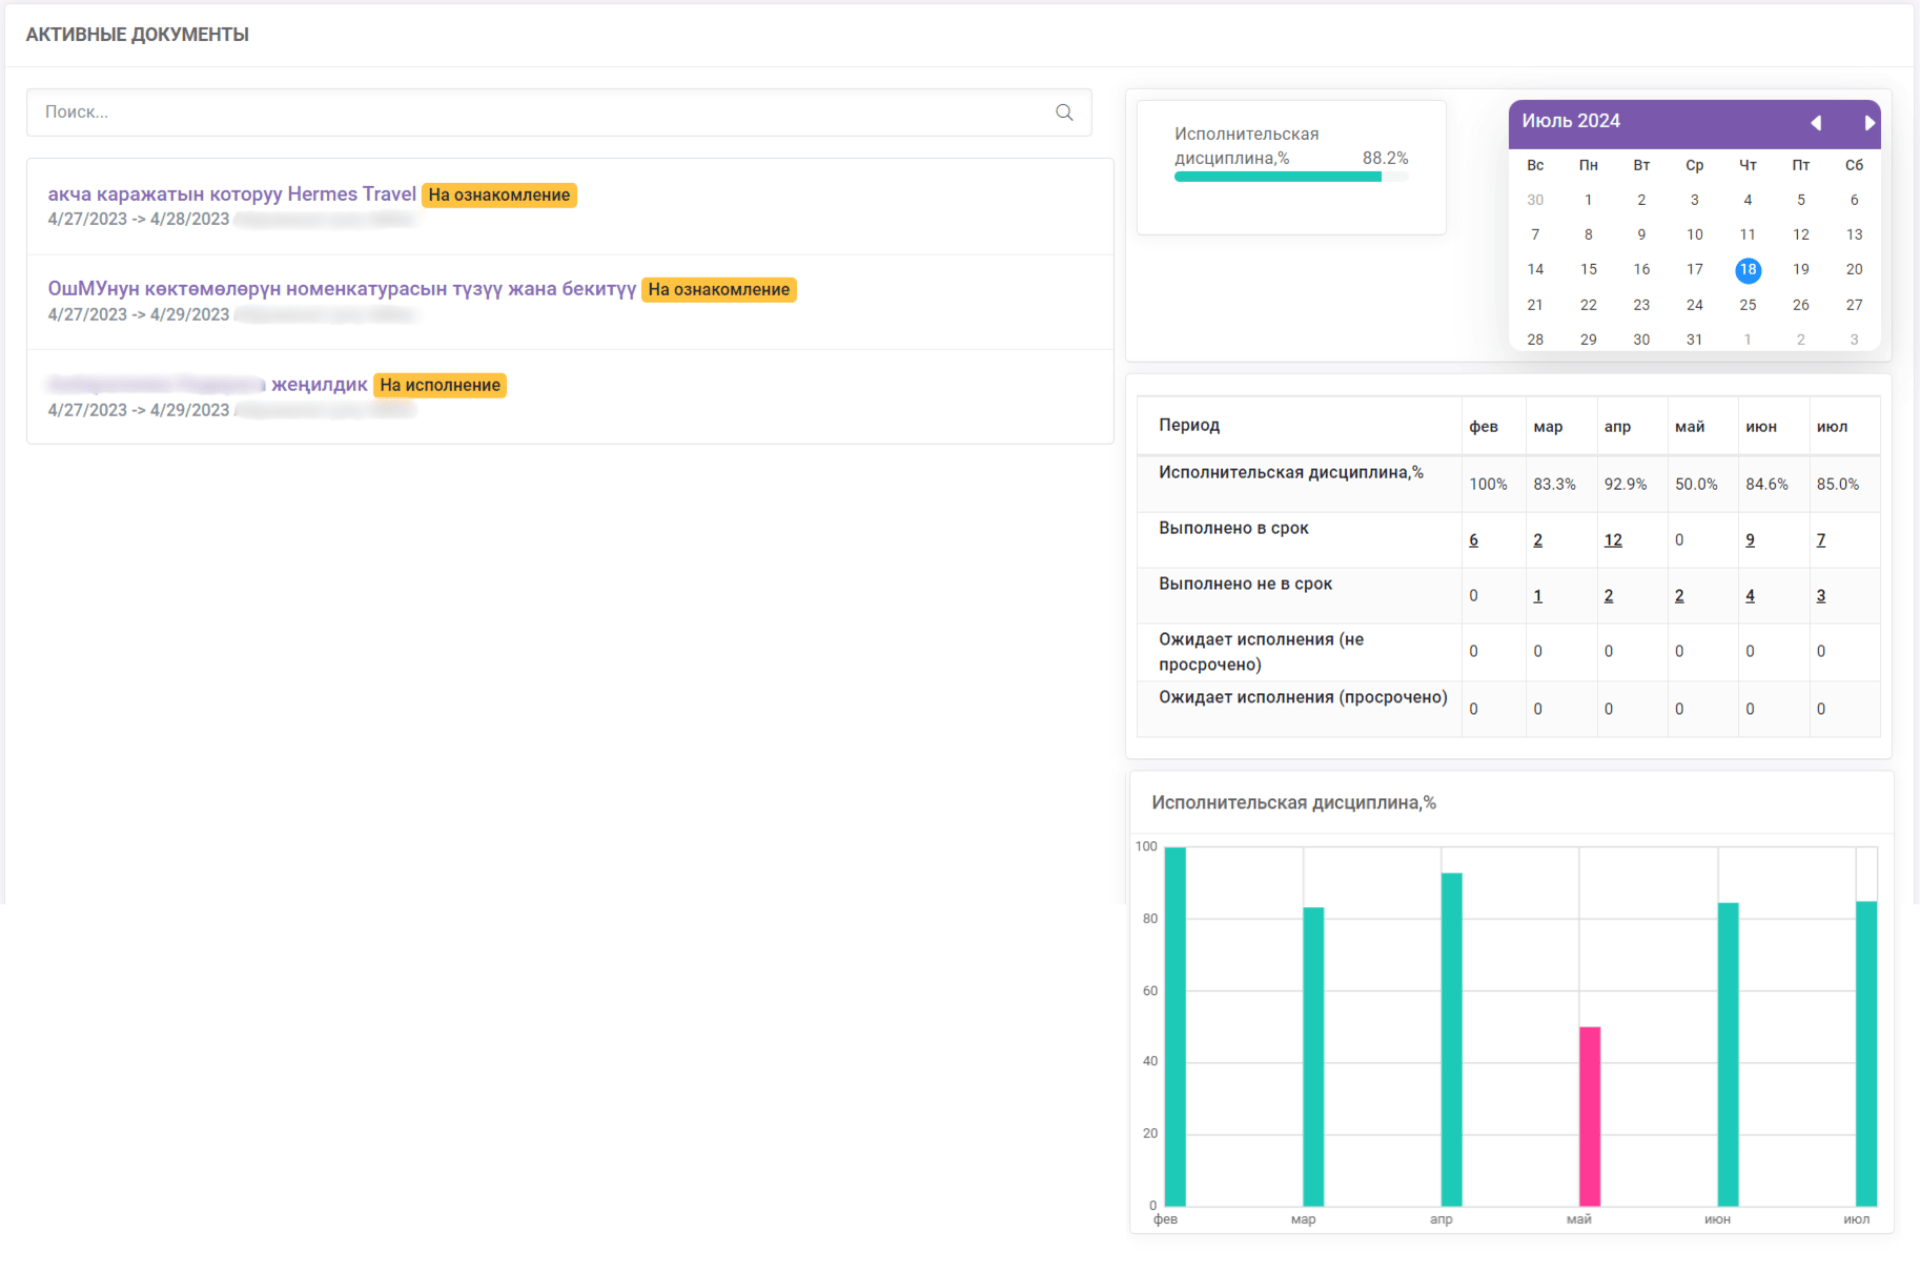 АКТИВНЫЕ ДОКУМЕНТЫ
Поиск...
акча каражатын которуу Hermes Travel На ознакомление
4/27/2023 -> 4/28/2023
ОшМУнун көктөмөлөрүн номенкатурасын түзүү жана бекитүү На ознакомление
4/27/2023 -> 4/29/2023
жеңилдик На исполнение
4/27/2023 -> 4/29/2023
Исполнительская
дисциплина,% 88.2%
Июль 2024
Вс Пн Вт Ср Чт Пт Сб
30 1 2 3 4 5 6
7 8 9 10 11 12 13
14 15 16 17 18 19 20
21 22 23 24 25 26 27
28 29 30 31 1 2 3
Период фев мар апр май июн июл
Исполнительская дисциплина,% 100% 83.3% 92.9% 50.0% 84.6% 85.0%
Выполнено в срок 6 2 12 0 9 7
Выполнено не в срок 0 1 2 2 4 3
Ожидает исполнения (не
просрочено) 0 0 0 0 0 0
Ожидает исполнения (просрочено) 0 0 0 0 0 0
Исполнительская дисциплина,%
100
80
60
40
20
0
фев мар апр май июн июл